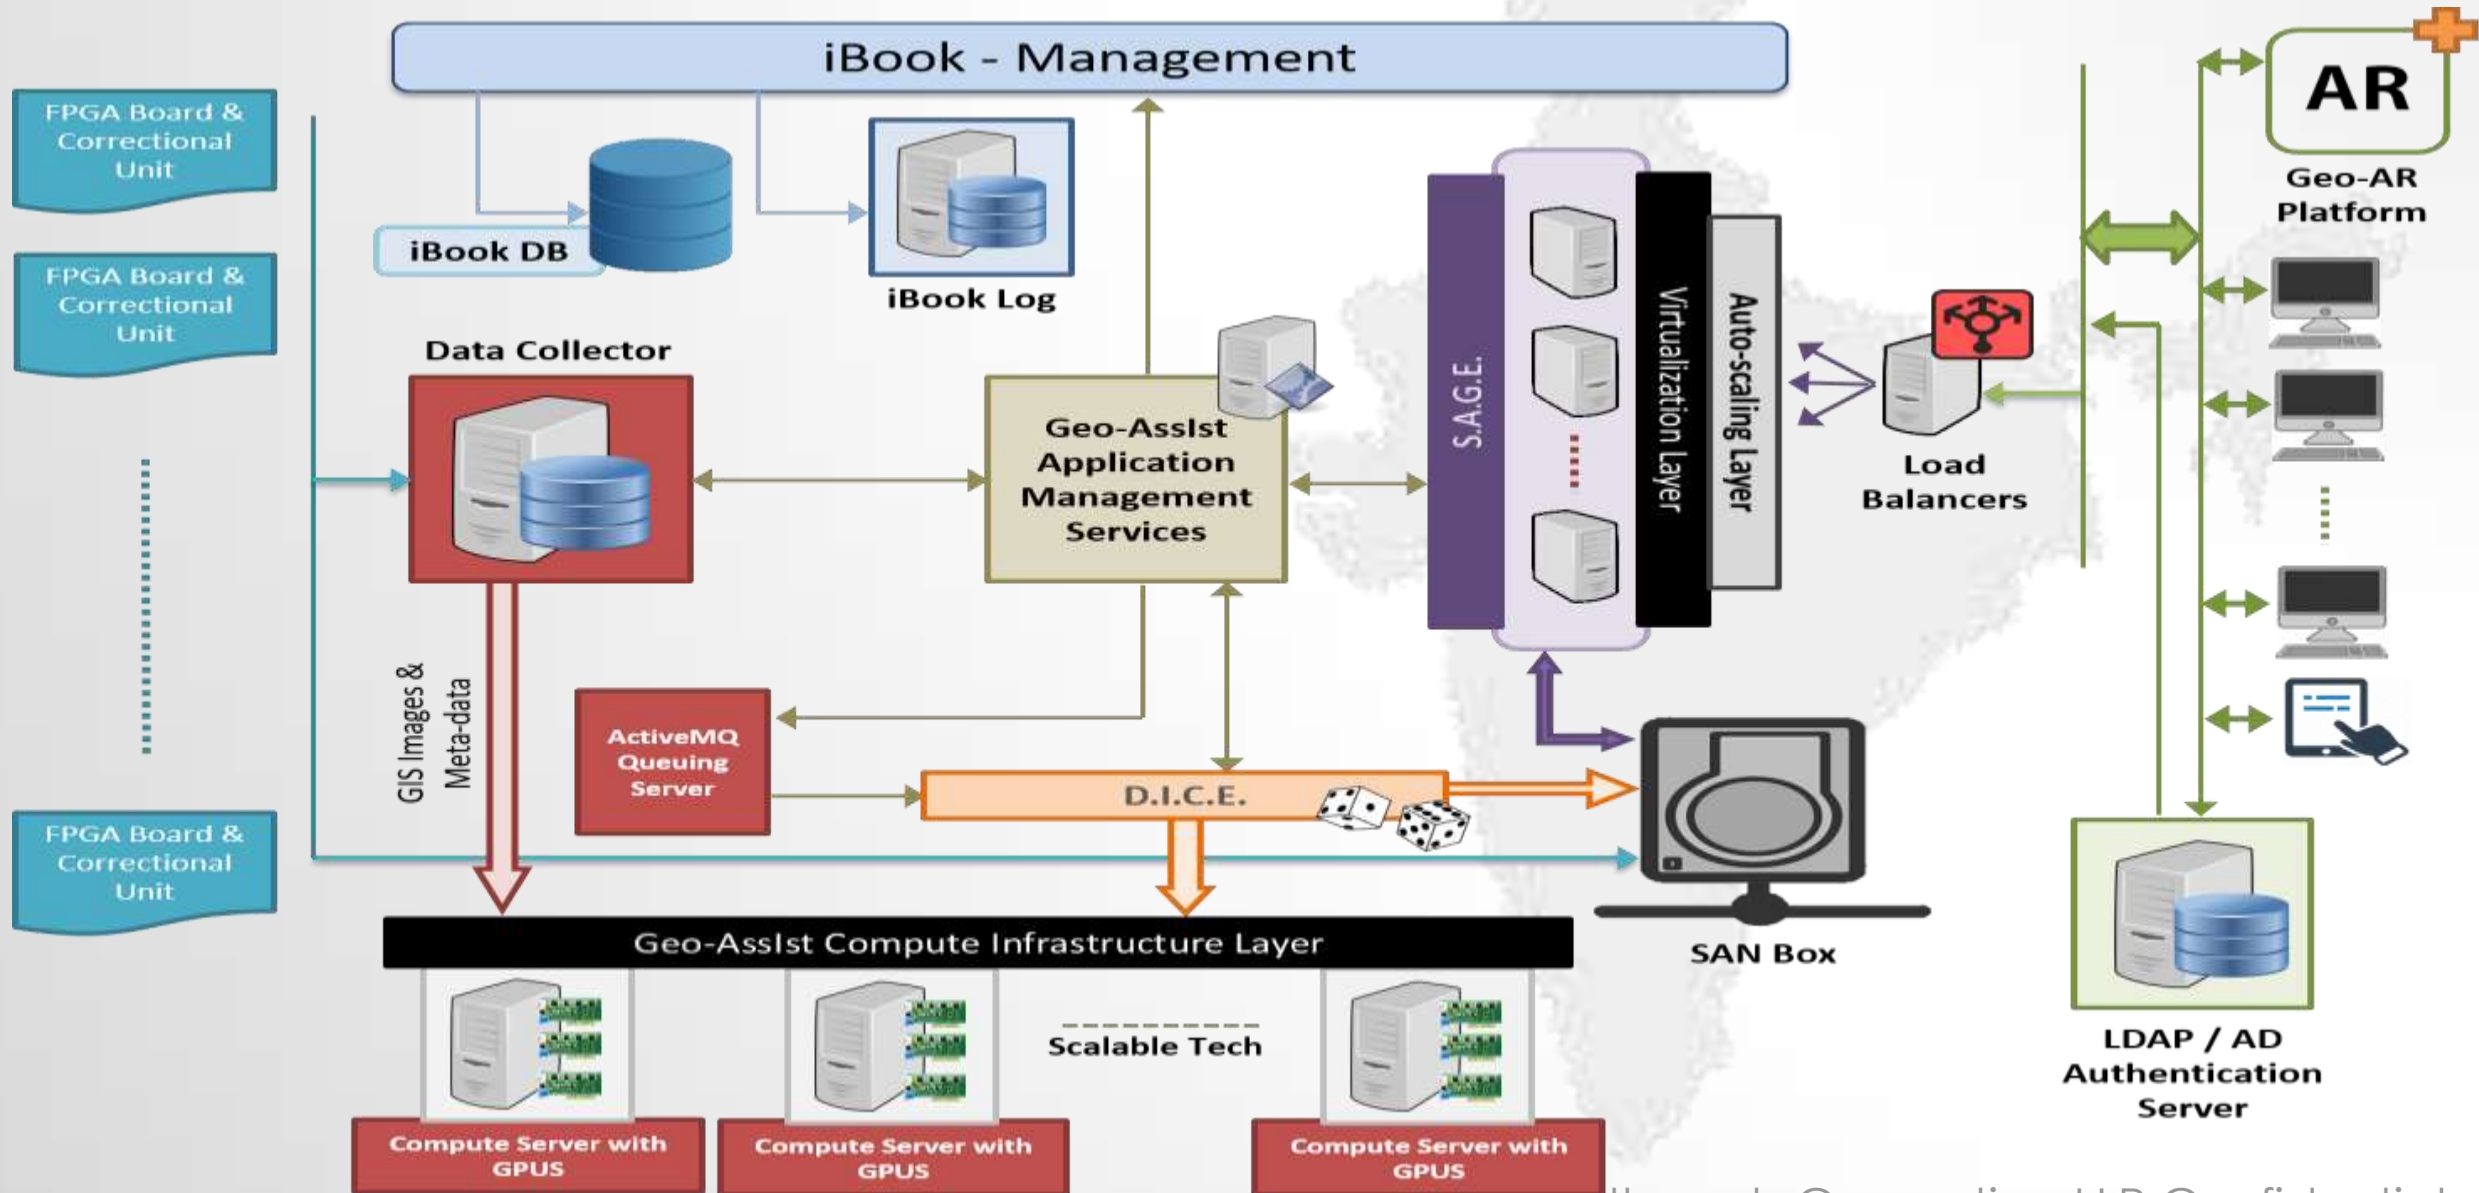 iBook - Management
AR
Geo-AR
Platform
FPGA Board &
Correctional
Unit
FPGA Board &
Correctional
Unit
iBook DB
iBook Log
Data Collector
Geo-AssIst
Application
Management
Services
S.A.G.E.
Virtualization Layer
Auto-scaling Layer
Load
Balancers
GIS Images &
Meta-data
ActiveMQ
Queuing
Server
D.I.C.E.
FPGA Board &
Correctional
Unit
Geo-AssIst Compute Infrastructure Layer
SAN Box
Scalable Tech
LDAP / AD
Authentication
Server
Compute Server with
GPUS
Compute Server with
GPUS
Compute Server with
GPUS